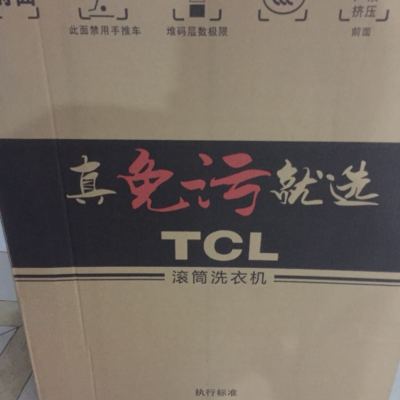 此面禁用手推车 堆码层数极限 挤压
前面
真免污就选
TCL
滚筒洗衣机
执行标准